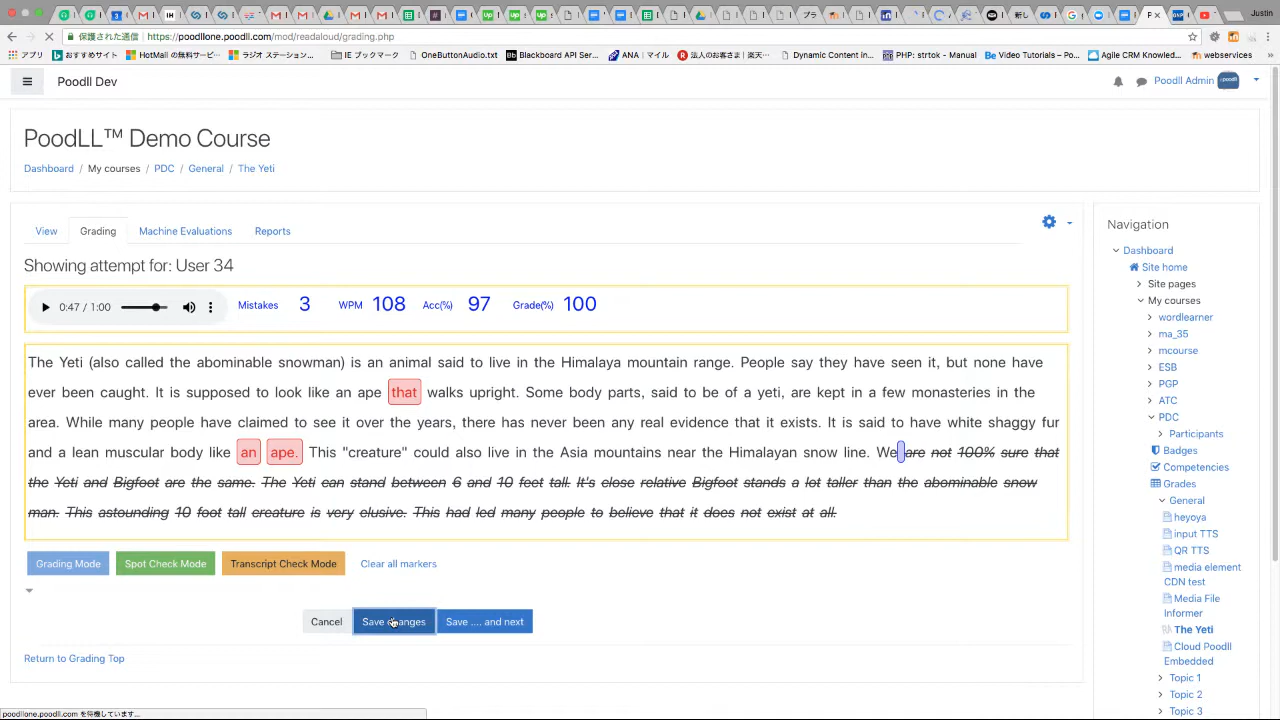 Justin
保護された通信 | https://poodllone.poodll.com/mod/readaloud/grading.php
アプリ おすすめサイト HotMail の無料サービ... ラジオ ステーション... IE ブックマーク OneButtonAudio.txt Blackboard API Ser... ANA | マイル 法人のお客さま | 楽天... Dynamic Content in... PHP: strtok - Manual Video Tutorials – Po... Agile CRM Knowled... webservices
Poodll Dev
Poodll Admin
PoodLL™ Demo Course
Dashboard / My courses / PDC / General / The Yeti
View Grading Machine Evaluations Reports
Showing attempt for: User 34
0:47 / 1:00 Mistakes 3 WPM 108 Acc(%) 97 Grade(%) 100
The Yeti (also called the abominable snowman) is an animal said to live in the Himalaya mountain range. People say they have seen it, but none have
ever been caught. It is supposed to look like an ape that walks upright. Some body parts, said to be of a yeti, are kept in a few monasteries in the
area. While many people have claimed to see it over the years, there has never been any real evidence that it exists. It is said to have white shaggy fur
and a lean muscular body like an ape. This "creature" could also live in the Asia mountains near the Himalayan snow line. We are not 100% sure that
the Yeti and Bigfoot are the same. The Yeti can stand between 6 and 10 feet tall. It's close relative Bigfoot stands a lot taller than the abominable snow
man. This astounding 10 foot tall creature is very elusive. This had led many people to believe that it does not exist at all.
Grading Mode Spot Check Mode Transcript Check Mode Clear all markers
Cancel Save changes Save .... and next
Return to Grading Top
Navigation
Dashboard
Site home
Site pages
My courses
wordlearner
ma_35
mcourse
ESB
PGP
ATC
PDC
Participants
Badges
Competencies
Grades
General
heyoya
input TTS
QR TTS
media element
CDN test
Media File
Informer
The Yeti
Cloud Poodll
Embedded
Topic 1
Topic 2
Topic 3
poodllone.poodll.com を待機しています...